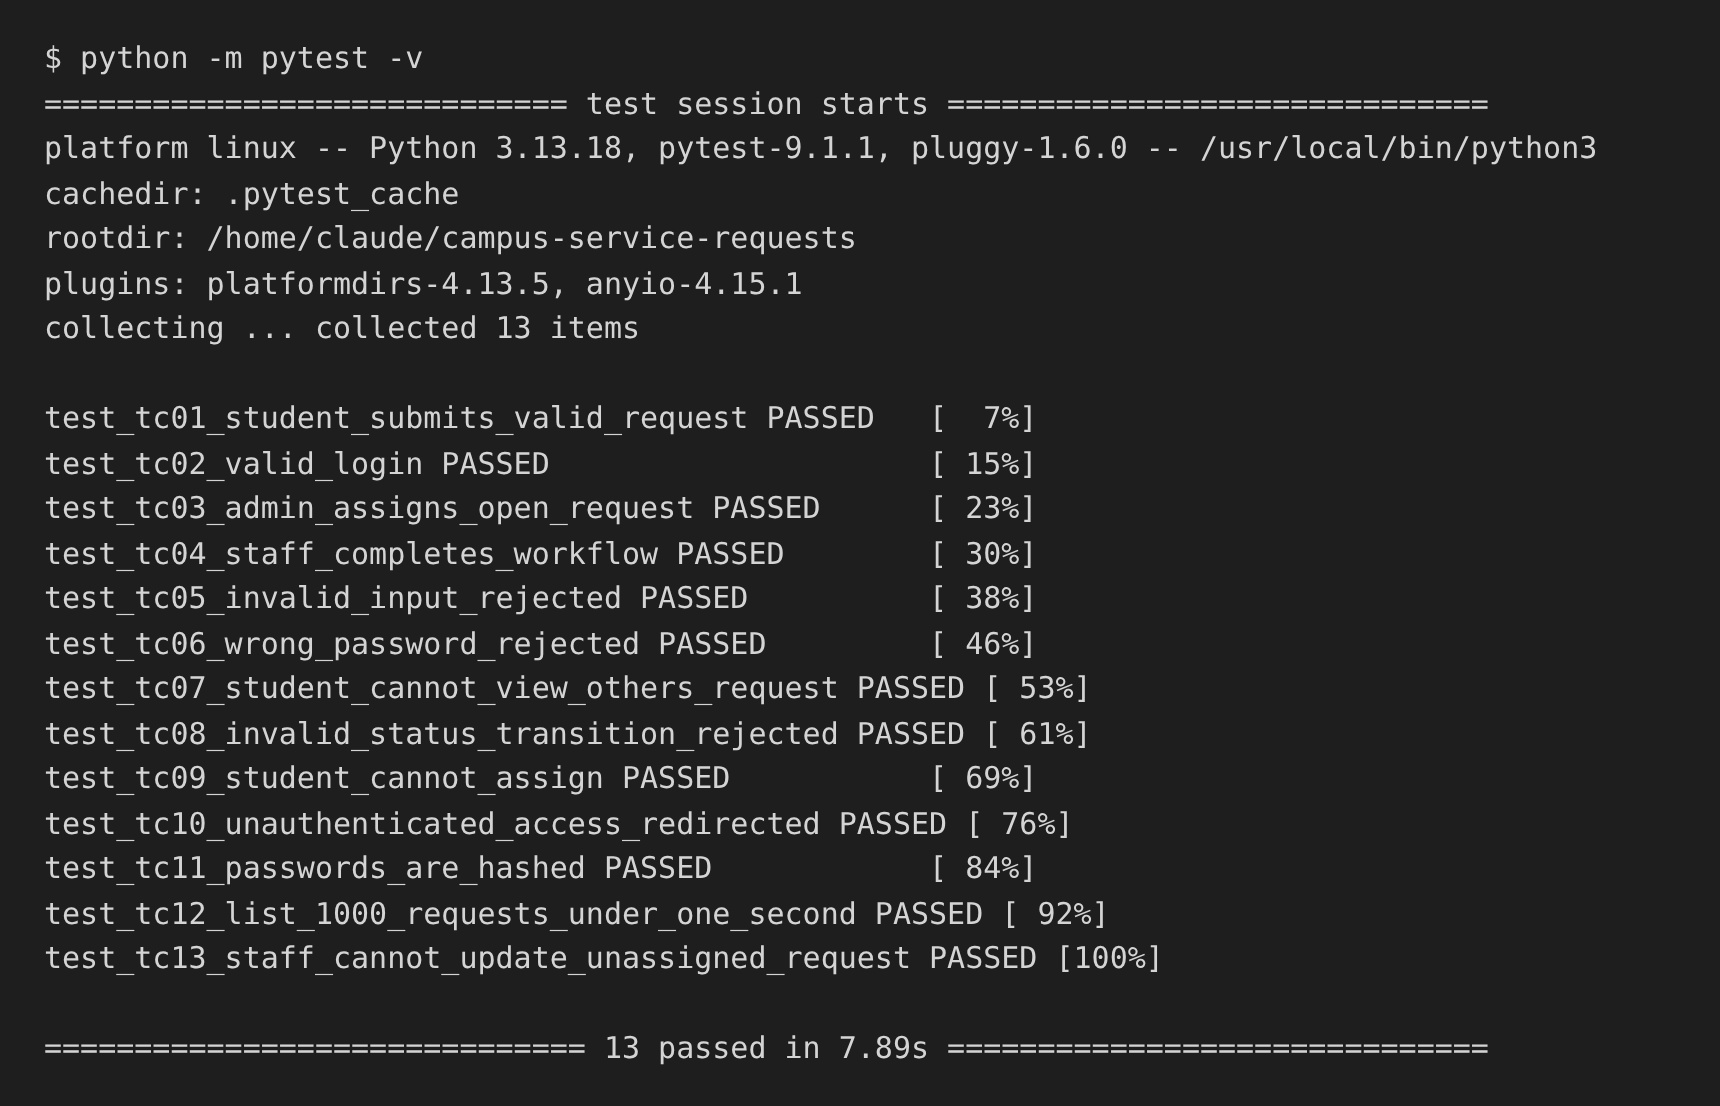 $ python -m pytest -v
============================= test session starts ==============================
platform linux -- Python 3.13.18, pytest-9.1.1, pluggy-1.6.0 -- /usr/local/bin/python3
cachedir: .pytest_cache
rootdir: /home/claude/campus-service-requests
plugins: platformdirs-4.13.5, anyio-4.15.1
collecting ... collected 13 items

test_tc01_student_submits_valid_request PASSED   [  7%]
test_tc02_valid_login PASSED                     [ 15%]
test_tc03_admin_assigns_open_request PASSED      [ 23%]
test_tc04_staff_completes_workflow PASSED        [ 30%]
test_tc05_invalid_input_rejected PASSED          [ 38%]
test_tc06_wrong_password_rejected PASSED         [ 46%]
test_tc07_student_cannot_view_others_request PASSED [ 53%]
test_tc08_invalid_status_transition_rejected PASSED [ 61%]
test_tc09_student_cannot_assign PASSED           [ 69%]
test_tc10_unauthenticated_access_redirected PASSED [ 76%]
test_tc11_passwords_are_hashed PASSED            [ 84%]
test_tc12_list_1000_requests_under_one_second PASSED [ 92%]
test_tc13_staff_cannot_update_unassigned_request PASSED [100%]

============================== 13 passed in 7.89s ==============================